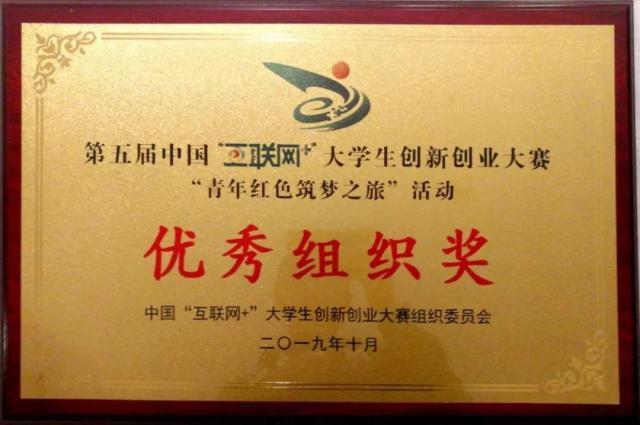 第五届中国“互联网+”大学生创新创业大赛
“青年红色筑梦之旅”活动
优秀组织奖
中国“互联网+”大学生创新创业大赛组织委员会
二〇一九年十月